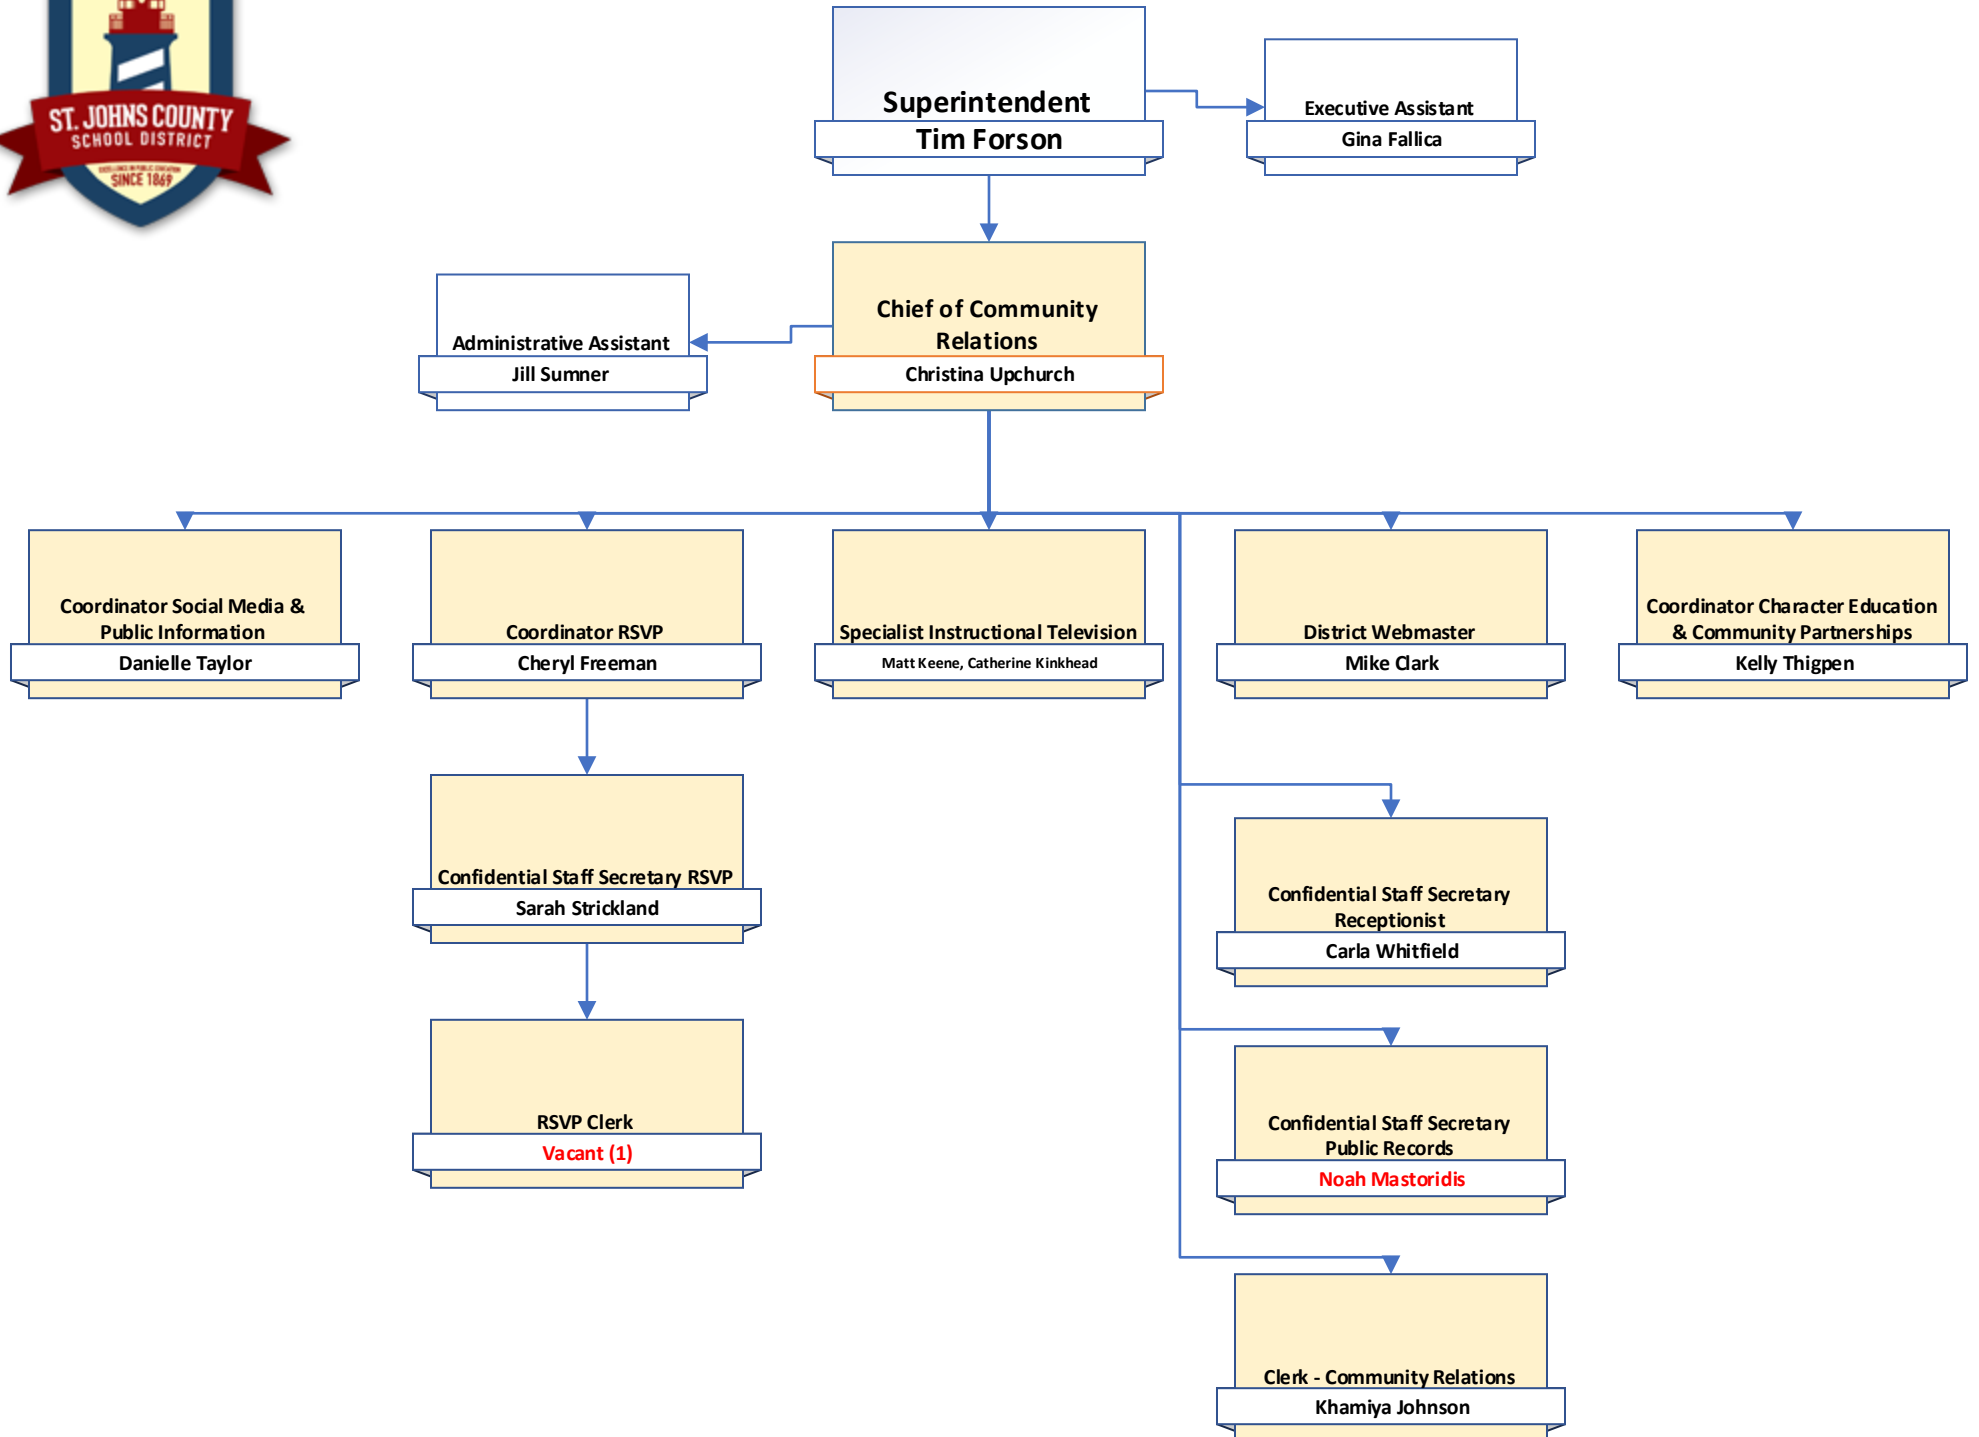 ST. JOHNS COUNTY
SCHOOL DISTRICT
EXCELLENCE IN PUBLIC EDUCATION
SINCE 1869
Superintendent
Tim Forson
Executive Assistant
Gina Fallica
Chief of Community
Relations
Christina Upchurch
Administrative Assistant
Jill Sumner
Coordinator Social Media &
Public Information
Danielle Taylor
Coordinator RSVP
Cheryl Freeman
Specialist Instructional Television
Matt Keene, Catherine Kinkhead
District Webmaster
Mike Clark
Coordinator Character Education
& Community Partnerships
Kelly Thigpen
Confidential Staff Secretary RSVP
Sarah Strickland
Confidential Staff Secretary
Receptionist
Carla Whitfield
RSVP Clerk
Vacant (1)
Confidential Staff Secretary
Public Records
Noah Mastoridis
Clerk - Community Relations
Khamiya Johnson